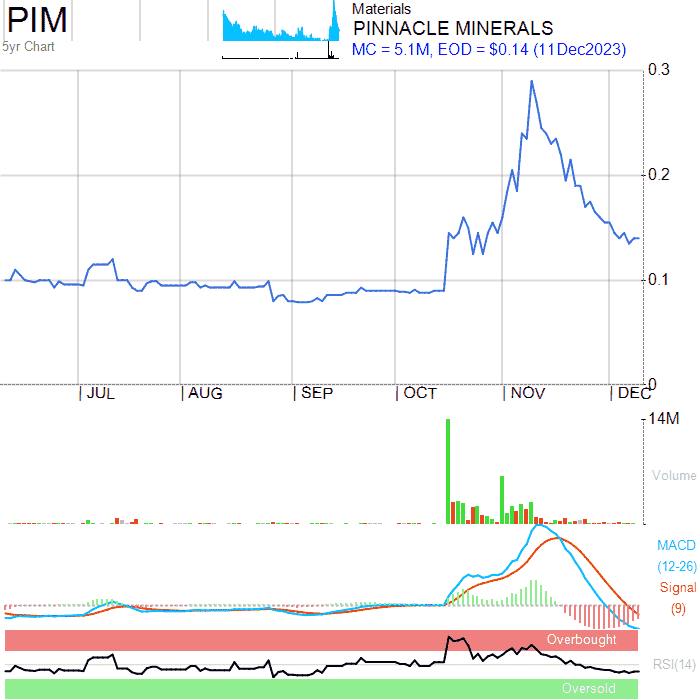 PIM
5yr Chart
Materials
PINNACLE MINERALS
MC = 5.1M, EOD = $0.14 (11Dec2023)
0.3
0.2
0.1
0
JUL AUG SEP OCT NOV DEC
14M
Volume
MACD
(12-26)
Signal
(9)
Overbought
RSI(14)
Oversold